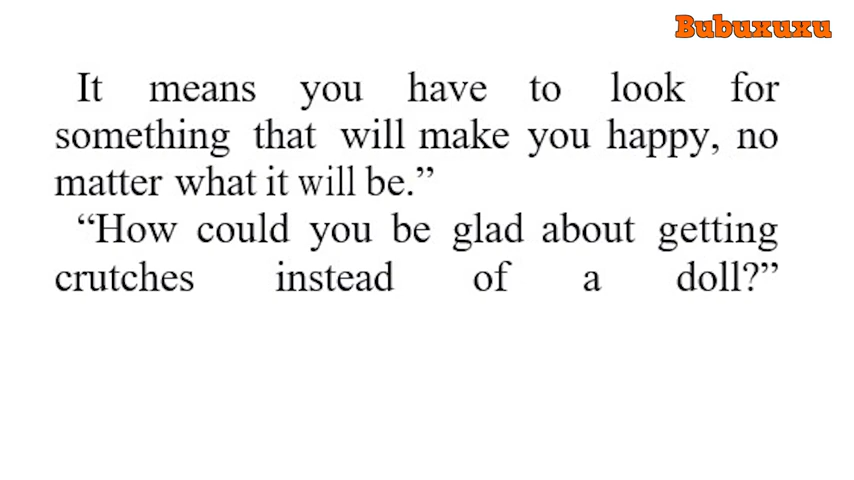 Bubuxuxu
It means you have to look for
something that will make you happy, no
matter what it will be.”
“How could you be glad about getting
crutches instead of a doll?”